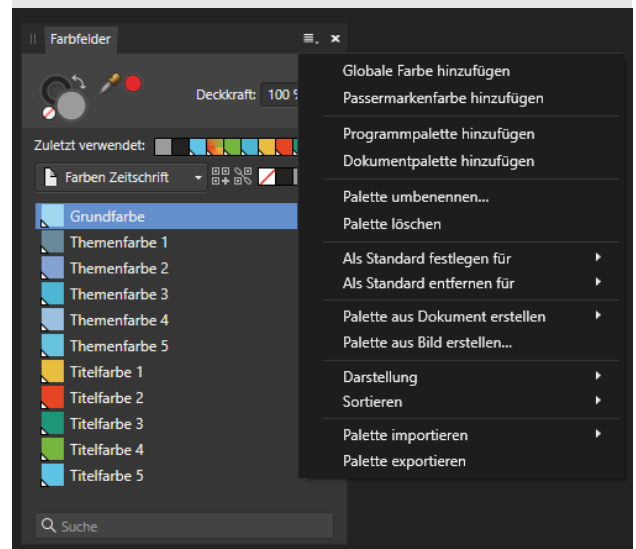 Farbfelder
Deckkraft: 100
Zuletzt verwendet:
Farben Zeitschrift
Grundfarbe
Themenfarbe 1
Themenfarbe 2
Themenfarbe 3
Themenfarbe 4
Themenfarbe 5
Titelfarbe 1
Titelfarbe 2
Titelfarbe 3
Titelfarbe 4
Titelfarbe 5
Suche
Globale Farbe hinzufügen
Passermarkenfarbe hinzufügen
Programmpalette hinzufügen
Dokumentpalette hinzufügen
Palette umbenennen...
Palette löschen
Als Standard festlegen für
Als Standard entfernen für
Palette aus Dokument erstellen
Palette aus Bild erstellen...
Darstellung
Sortieren
Palette importieren
Palette exportieren